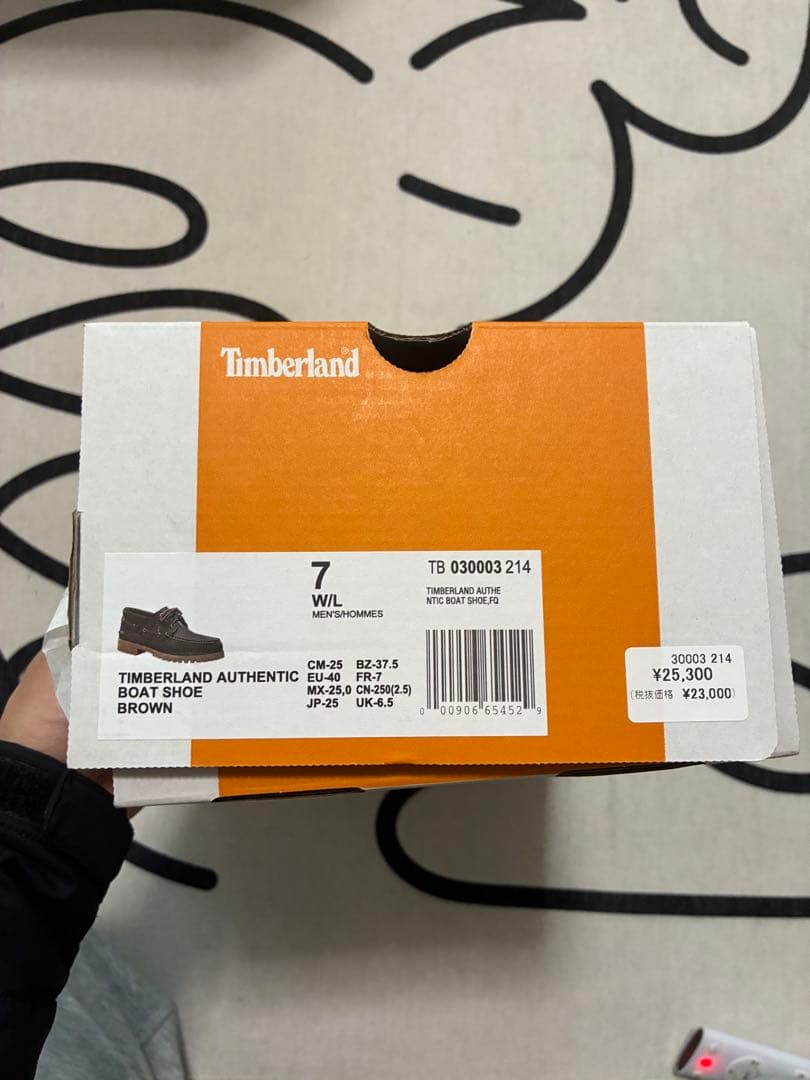 Timberland®
7
W/L
MEN'S/HOMMES
TB 030003 214
TIMBERLAND AUTHE
NTIC BOAT SHOE,FQ
TIMBERLAND AUTHENTIC
BOAT SHOE
BROWN
CM-25 BZ-37.5
EU-40 FR-7
MX-25,0 CN-250(2.5)
JP-25 UK-6.5
0 00906 65452 9
30003 214
¥25,300
(税抜価格 ¥23,000)